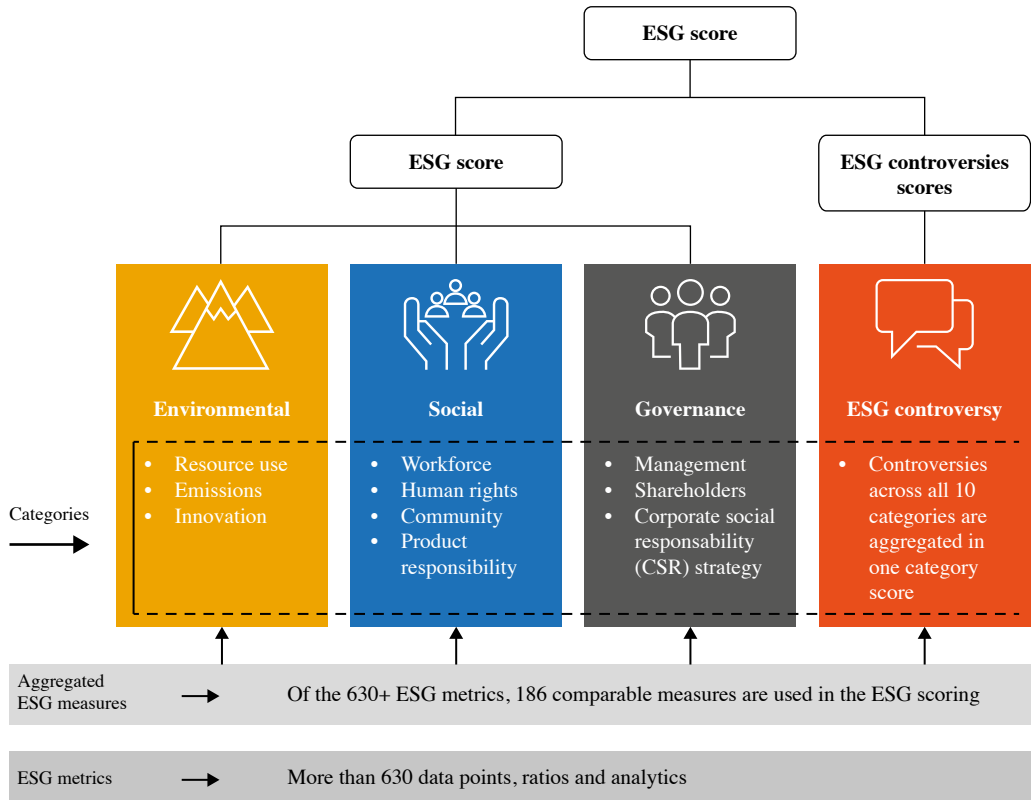 ESG score
ESG score
ESG controversies
scores
Environmental
Social
Governance
ESG controversy
Categories
• Resource use
• Emissions
• Innovation
• Workforce
• Human rights
• Community
• Product
responsibility
• Management
• Shareholders
• Corporate social
responsability
(CSR) strategy
• Controversies
across all 10
categories are
aggregated in
one category
score
Aggregated
ESG measures
Of the 630+ ESG metrics, 186 comparable measures are used in the ESG scoring
ESG metrics
More than 630 data points, ratios and analytics